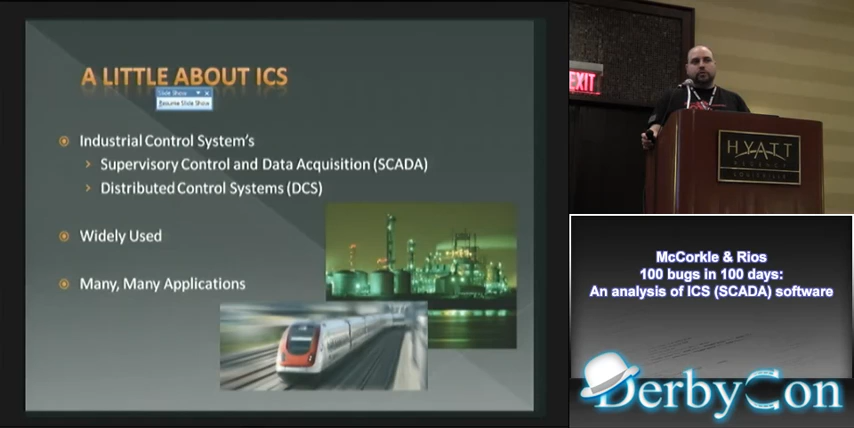 A LITTLE ABOUT ICS
Slide Show
Resume Slide Show
Industrial Control System's
Supervisory Control and Data Acquisition (SCADA)
Distributed Control Systems (DCS)
Widely Used
Many, Many Applications
EXIT
HYATT
REGENCY
LOUISVILLE
McCorkle & Rios
100 bugs in 100 days:
An analysis of ICS (SCADA) software
DerbyCon